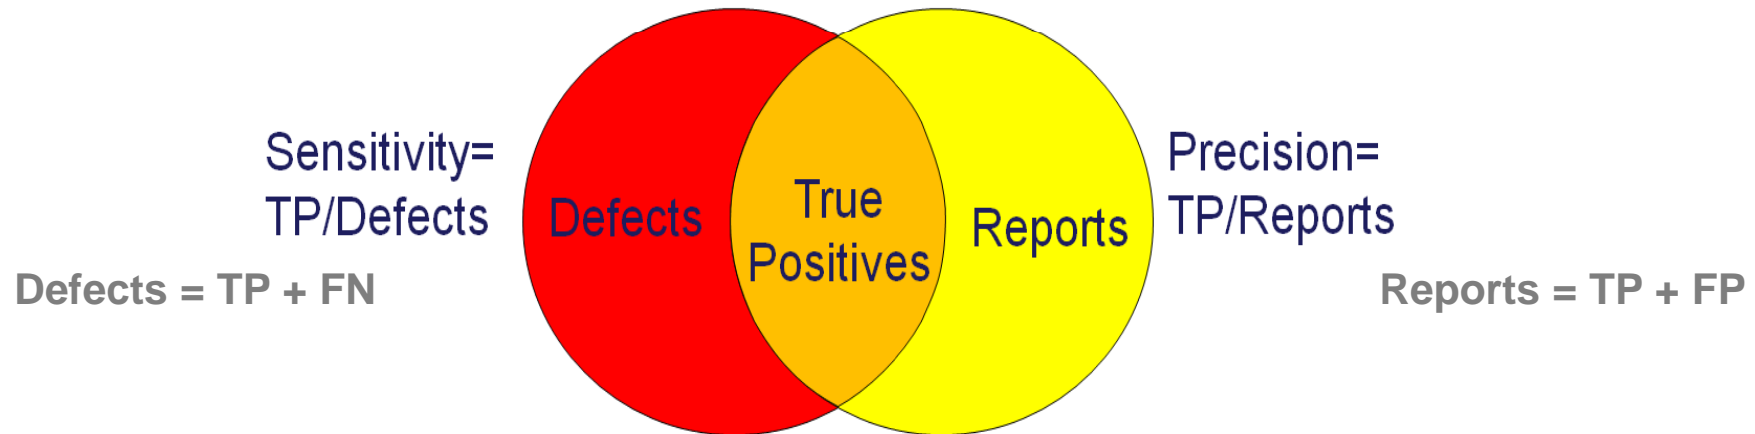 Sensitivity=
TP/Defects
Defects = TP + FN
Defects
True
Positives
Reports
Precision=
TP/Reports
Reports = TP + FP